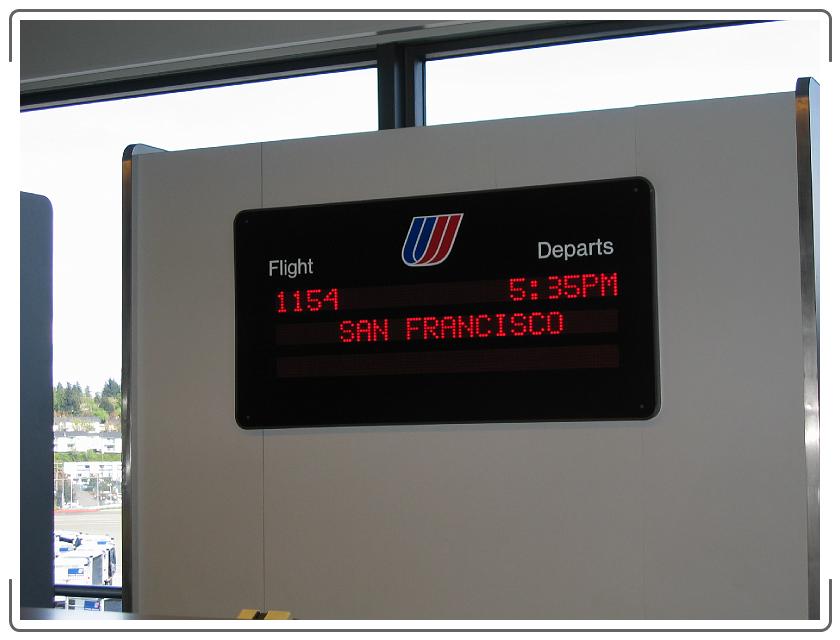 Flight Departs
1154 5:35PM
SAN FRANCISCO